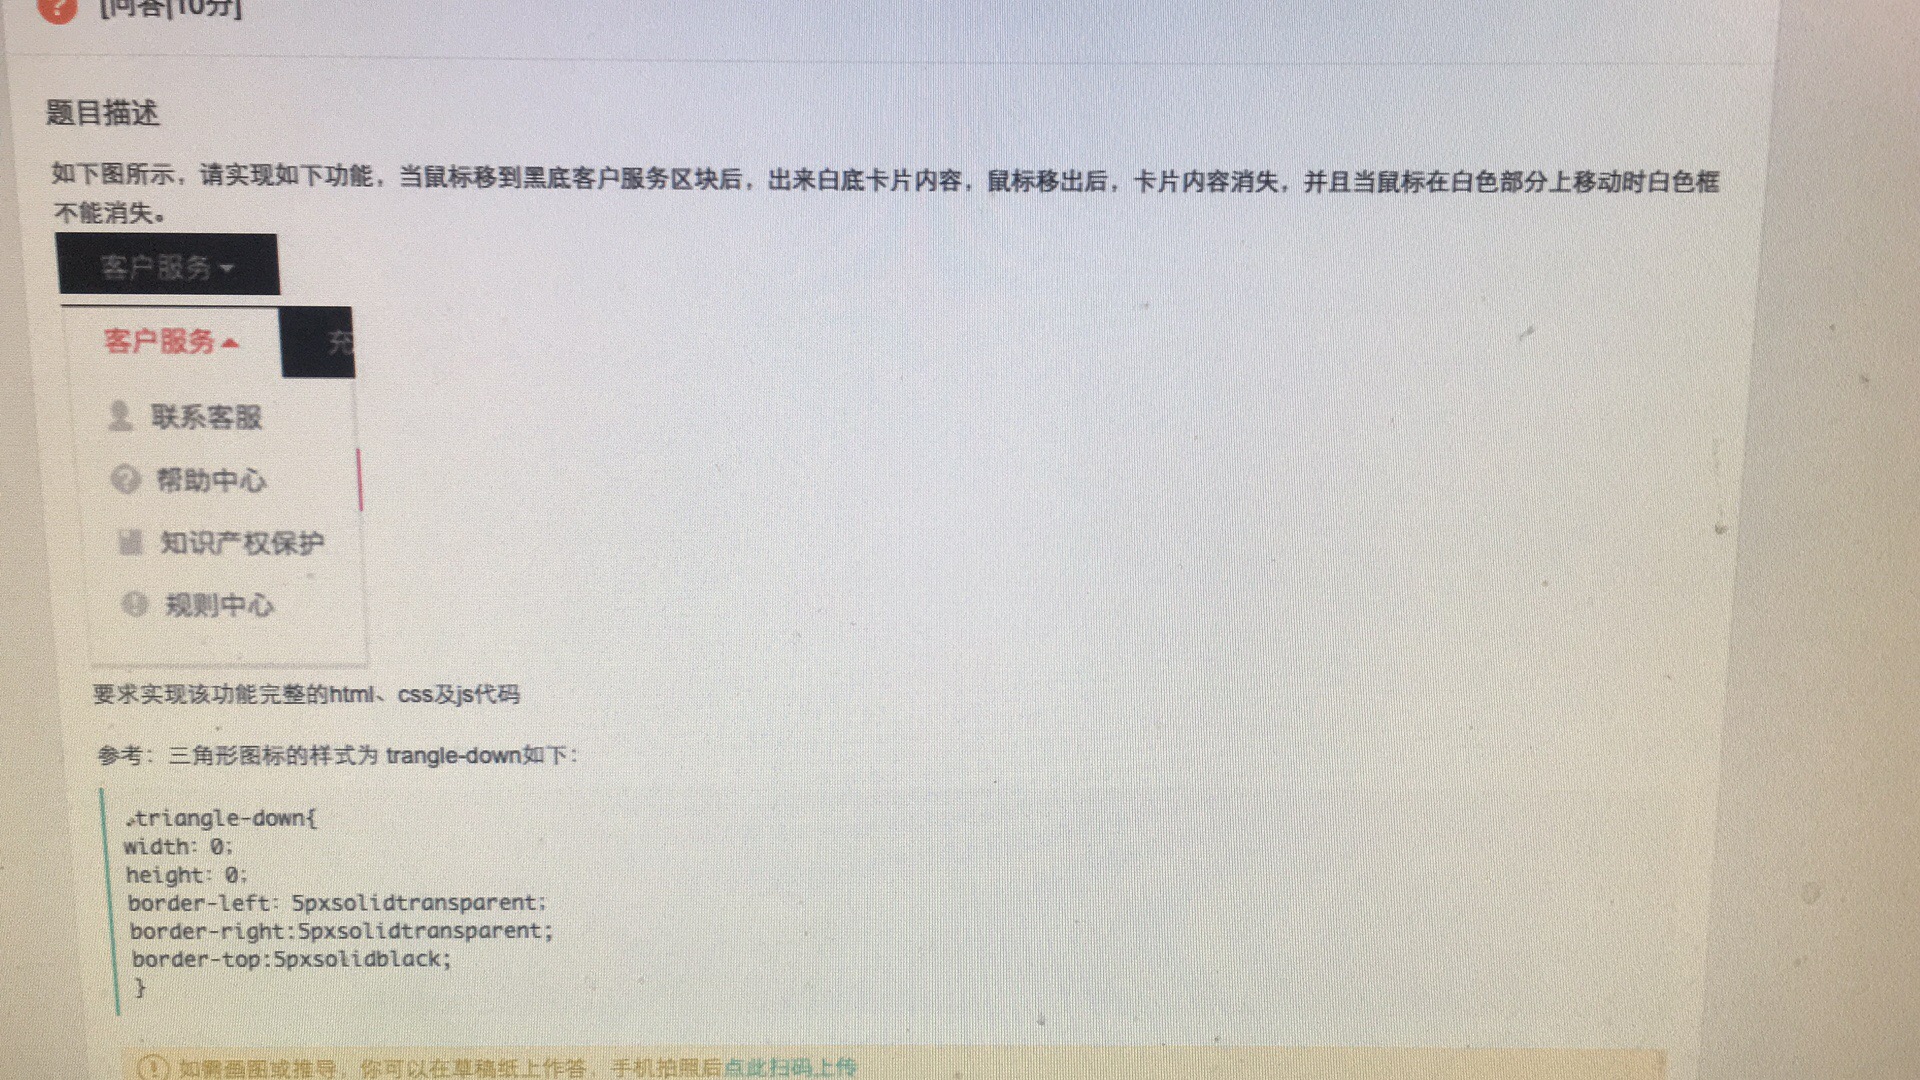 [问答|10分]
题目描述
如下图所示，请实现如下功能，当鼠标移到黑底客户服务区块后，出来白底卡片内容，鼠标移出后，卡片内容消失，并且当鼠标在白色部分上移动时白色框
不能消失。
客户服务
客户服务
充
联系客服
帮助中心
知识产权保护
规则中心
要求实现该功能完整的html、css及js代码
参考：三角形图标的样式为 trangle-down如下：
.triangle-down{
width: 0;
height: 0;
border-left: 5pxsolidtransparent;
border-right:5pxsolidtransparent;
border-top:5pxsolidblack;
}
如需画图或推导，你可以在草稿纸上作答，手机拍照后点此扫码上传